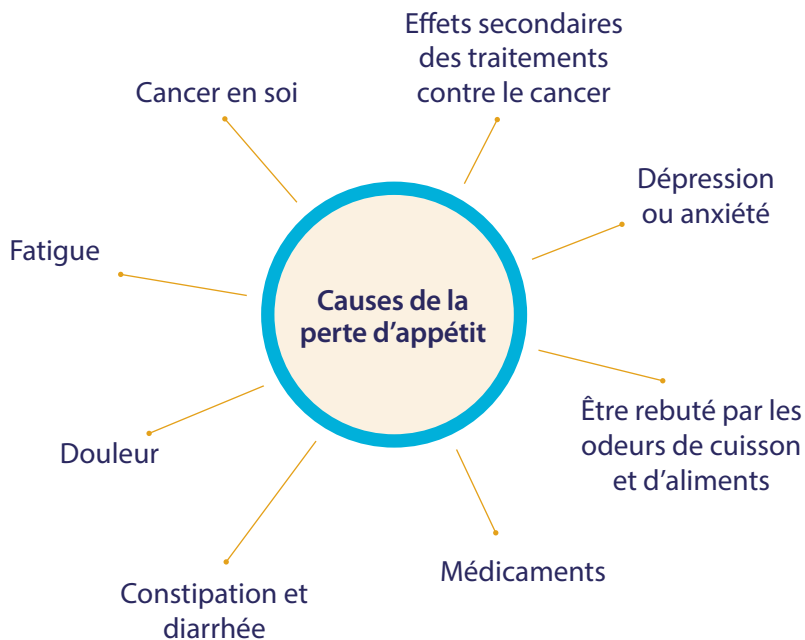 Effets secondaires
des traitements
contre le cancer
Cancer en soi
Dépression
ou anxiété
Fatigue
Causes de la
perte d’appétit
Être rebuté par les
odeurs de cuisson
et d’aliments
Douleur
Médicaments
Constipation et
diarrhée